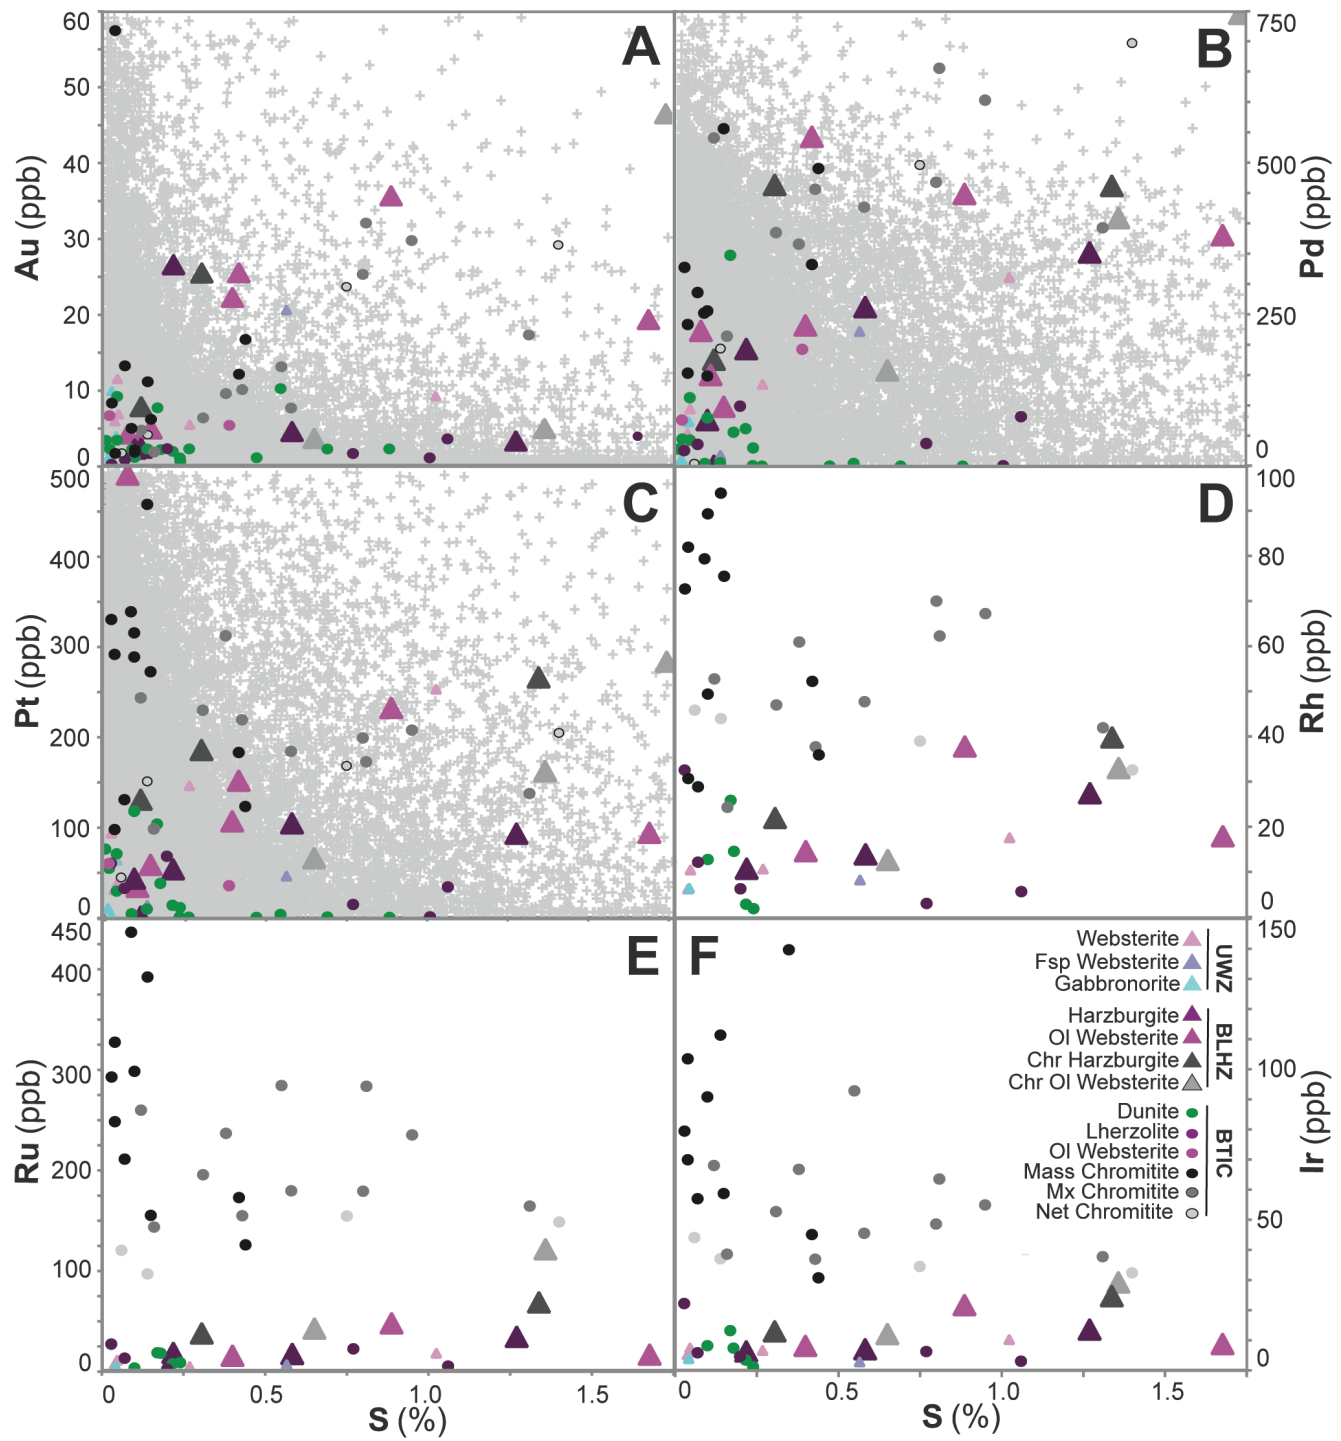 A
60
50
40
30
20
10
0
Au (ppb)
B
750
500
250
0
Pd (ppb)
C
500
400
300
200
100
0
Pt (ppb)
D
100
80
60
40
20
0
Rh (ppb)
E
450
400
300
200
100
0
Ru (ppb)
0 0.5 1.0 1.5
S (%)
F
150
100
50
0
Ir (ppb)
0 0.5 1.0 1.5
S (%)
Websterite
Fsp Websterite
Gabbronorite
UWZ
Harzburgite
Ol Websterite
Chr Harzburgite
Chr Ol Websterite
BLHZ
Dunite
Lherzolite
Ol Websterite
Mass Chromitite
Mx Chromitite
Net Chromitite
BTIC